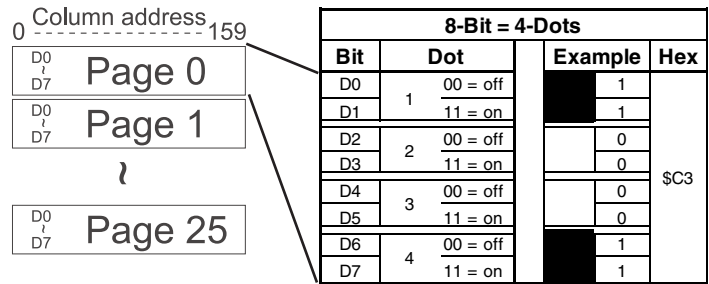 Column address
0 ------------- 159
D0
~
D7
Page 0
D0
~
D7
Page 1
~
D0
~
D7
Page 25
8-Bit = 4-Dots
Bit Dot Example Hex
D0 1 00 = off 1 $C3
D1 11 = on 1
D2 2 00 = off 0
D3 11 = on 0
D4 3 00 = off 0
D5 11 = on 0
D6 4 00 = off 1
D7 11 = on 1